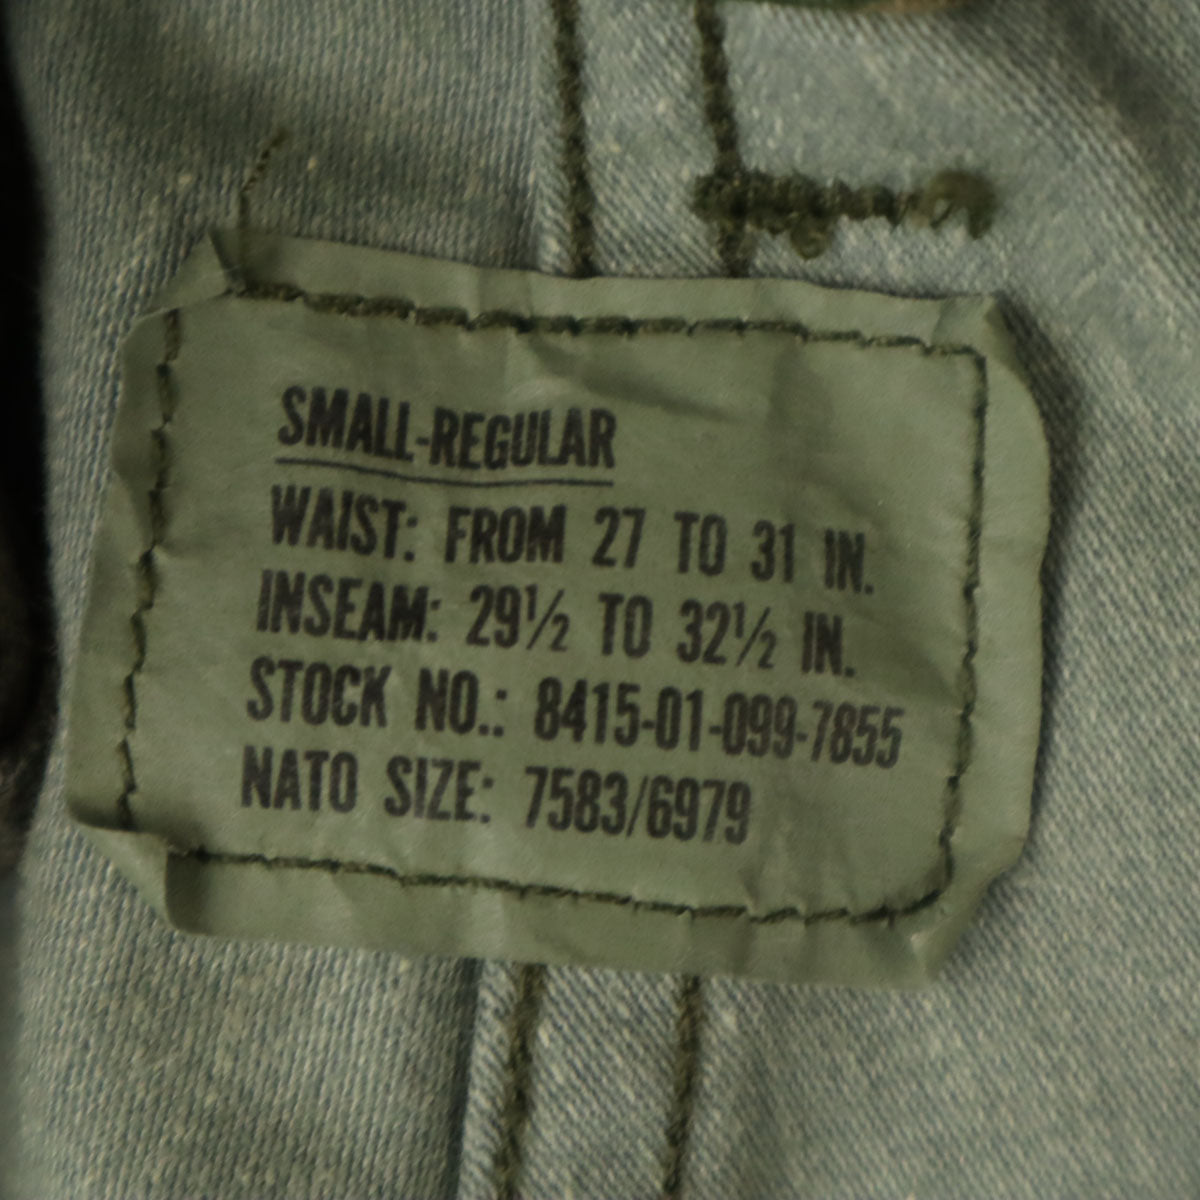 SMALL-REGULAR
WAIST: FROM 27 TO 31 IN.
INSEAM: 29½ TO 32½ IN.
STOCK NO.: 8415-01-099-7855
NATO SIZE: 7583/6979